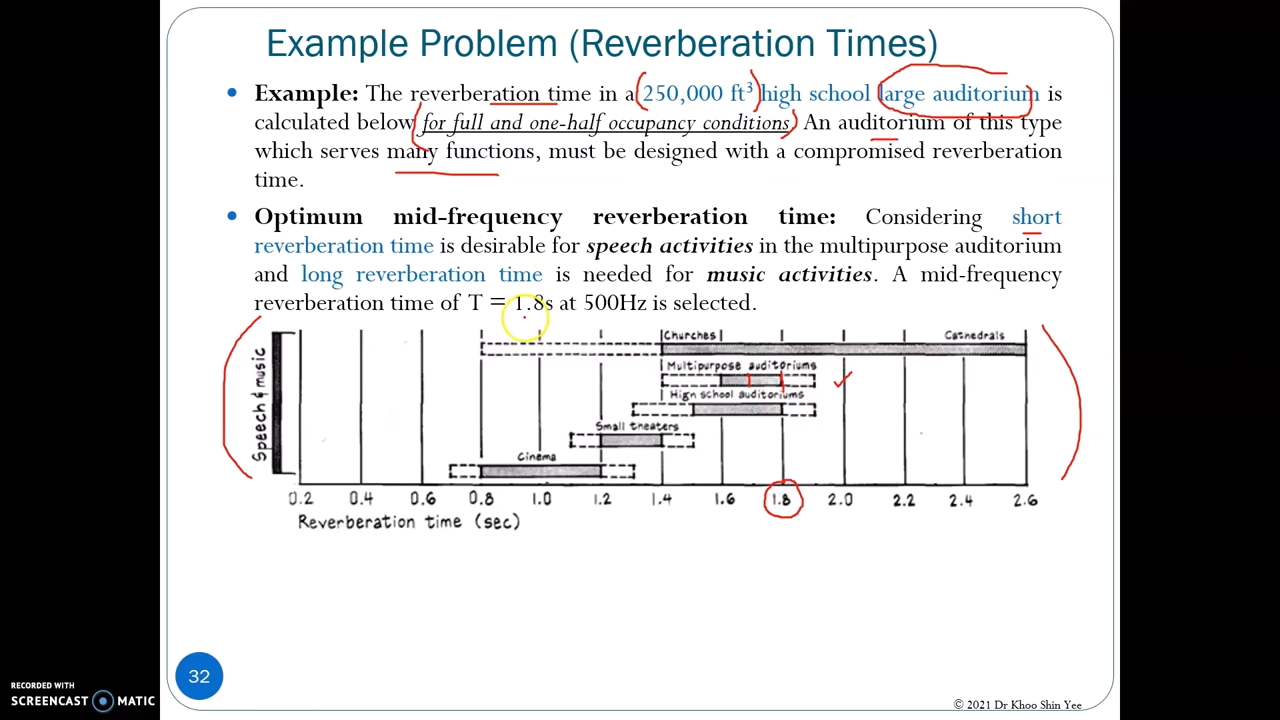 Example Problem (Reverberation Times)
• Example: The reverberation time in a 250,000 ft³ high school large auditorium is
calculated below for full and one-half occupancy conditions. An auditorium of this type
which serves many functions, must be designed with a compromised reverberation
time.
• Optimum mid-frequency reverberation time: Considering short
reverberation time is desirable for speech activities in the multipurpose auditorium
and long reverberation time is needed for music activities. A mid-frequency
reverberation time of T = 1.8s at 500Hz is selected.
Speech & music
Churches Cathedrals
Multipurpose auditoriums
High school auditoriums
Small theaters
Cinema
0.2 0.4 0.6 0.8 1.0 1.2 1.4 1.6 1.8 2.0 2.2 2.4 2.6
Reverberation time (sec)
32
RECORDED WITH
SCREENCAST MATIC
© 2021 Dr Khoo Shin Yee